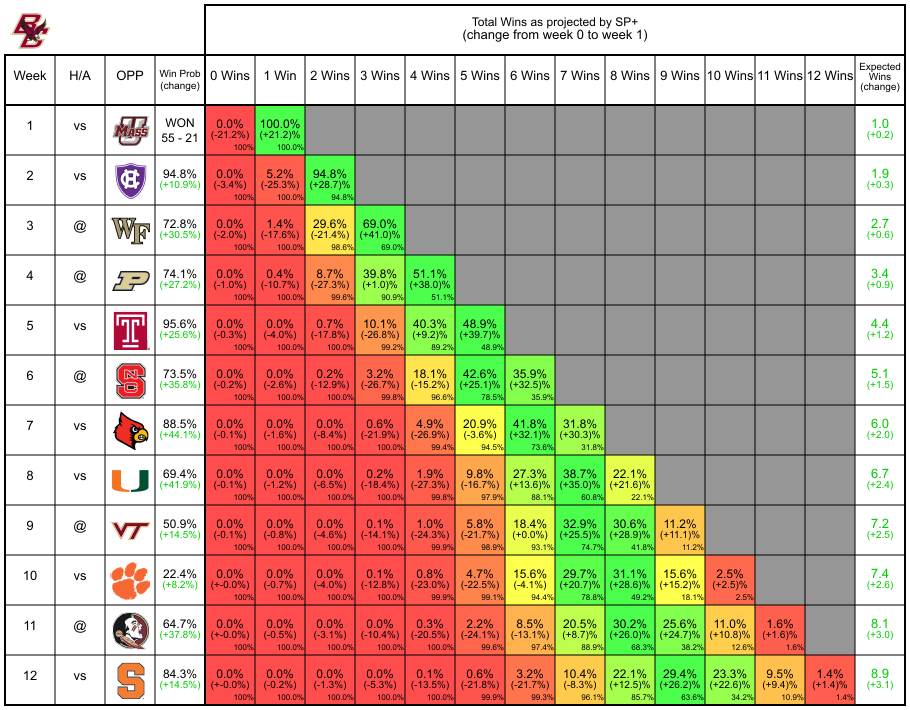 BC
Total Wins as projected by SP+
(change from week 0 to week 1)
Week H/A OPP Win Prob (change) 0 Wins 1 Win 2 Wins 3 Wins 4 Wins 5 Wins 6 Wins 7 Wins 8 Wins 9 Wins 10 Wins 11 Wins 12 Wins Expected Wins (change)
1 vs U MASS WON 0.0% 100.0% 1.0
55 - 21 (-21.2)% (+21.2)% (+0.2)
100% 100.0%
2 vs HC 94.8% 0.0% 5.2% 94.8% 1.9
(+10.9%) (-3.4%) (-25.3%) (+28.7)% (+0.3)
100% 100.0% 94.8%
3 @ WF 72.8% 0.0% 1.4% 29.6% 69.0% 2.7
(+30.5%) (-2.0%) (-17.6%) (-21.4%) (+41.0)% (+0.6)
100% 100.0% 98.6% 69.0%
4 @ P 74.1% 0.0% 0.4% 8.7% 39.8% 51.1% 3.4
(+27.2%) (-1.0%) (-10.7%) (-27.3%) (+1.0)% (+38.0)% (+0.9)
100% 100.0% 99.6% 90.9% 51.1%
5 vs T 95.6% 0.0% 0.0% 0.7% 10.1% 40.3% 48.9% 4.4
(+25.6%) (-0.3%) (-4.0%) (-17.8%) (-26.8%) (+9.2)% (+39.7)% (+1.2)
100% 100.0% 100.0% 99.2% 89.2% 48.9%
6 @ NCS 73.5% 0.0% 0.0% 0.2% 3.2% 18.1% 42.6% 35.9% 5.1
(+35.8%) (-0.2%) (-2.6%) (-12.9%) (-26.7%) (-15.2%) (+25.1)% (+32.5)% (+1.5)
100% 100.0% 100.0% 99.8% 96.6% 78.5% 35.9%
7 vs 88.5% 0.0% 0.0% 0.0% 0.6% 4.9% 20.9% 41.8% 31.8% 6.0
(+44.1%) (-0.1%) (-1.6%) (-8.4%) (-21.9%) (-26.9%) (-3.6%) (+32.1)% (+30.3)% (+2.0)
100% 100.0% 100.0% 100.0% 99.4% 94.5% 73.6% 31.8%
8 vs U 69.4% 0.0% 0.0% 0.0% 0.2% 1.9% 9.8% 27.3% 38.7% 22.1% 6.7
(+41.9%) (-0.1%) (-1.2%) (-6.5%) (-18.4%) (-27.3%) (-16.7%) (+13.6)% (+35.0)% (+21.6)% (+2.4)
100% 100.0% 100.0% 100.0% 99.8% 97.9% 88.1% 60.8% 22.1%
9 @ VT 50.9% 0.0% 0.0% 0.0% 0.1% 1.0% 5.8% 18.4% 32.9% 30.6% 11.2% 7.2
(+14.5%) (-0.1%) (-0.8%) (-4.6%) (-14.1%) (-24.3%) (-21.7%) (+0.0)% (+25.5)% (+28.9)% (+11.1)% (+2.5)
100% 100.0% 100.0% 100.0% 99.9% 98.9% 93.1% 74.7% 41.8% 11.2%
10 vs 22.4% 0.0% 0.0% 0.0% 0.1% 0.8% 4.7% 15.6% 29.7% 31.1% 15.6% 2.5% 7.4
(+8.2%) (+-0.0%) (-0.7%) (-4.0%) (-12.8%) (-23.0%) (-22.5%) (-4.1%) (+20.7)% (+28.6)% (+15.2)% (+2.5)% (+2.6)
100% 100.0% 100.0% 100.0% 99.9% 99.1% 94.4% 78.8% 49.2% 18.1% 2.5%
11 @ 64.7% 0.0% 0.0% 0.0% 0.0% 0.3% 2.2% 8.5% 20.5% 30.2% 25.6% 11.0% 1.6% 8.1
(+37.8%) (+-0.0%) (-0.5%) (-3.1%) (-10.4%) (-20.5%) (-24.1%) (-13.1%) (+8.7)% (+26.0)% (+24.7)% (+10.8)% (+1.6)% (+3.0)
100% 100.0% 100.0% 100.0% 100.0% 99.6% 97.4% 88.9% 68.3% 38.2% 12.6% 1.6%
12 vs S 84.3% 0.0% 0.0% 0.0% 0.0% 0.1% 0.6% 3.2% 10.4% 22.1% 29.4% 23.3% 9.5% 1.4% 8.9
(+14.5%) (+-0.0%) (-0.2%) (-1.3%) (-5.3%) (-13.5%) (-21.8%) (-21.7%) (-8.3%) (+12.5)% (+26.2)% (+22.6)% (+9.4)% (+1.4)% (+3.1)
100% 100.0% 100.0% 100.0% 100.0% 99.9% 99.3% 96.1% 85.7% 63.6% 34.2% 10.9% 1.4%